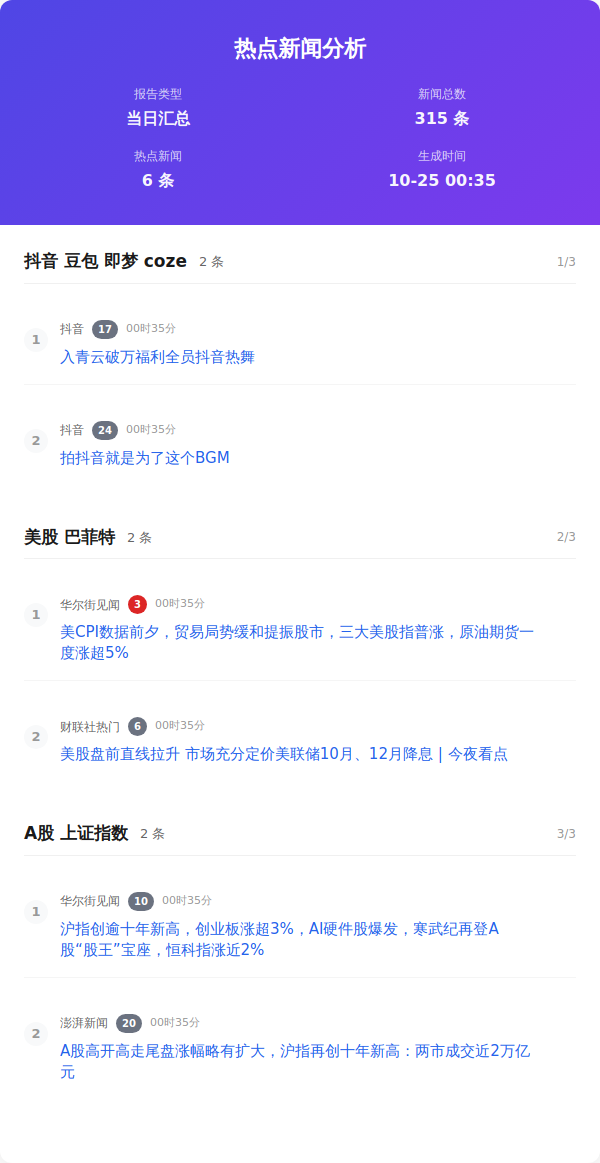 热点新闻分析
报告类型
新闻总数
当日汇总
315 条
热点新闻
生成时间
6 条
10-25 00:35
抖音 豆包 即梦 coze 2 条 1/3
1 抖音 17 00时35分
入青云破万福利全员抖音热舞
2 抖音 24 00时35分
拍抖音就是为了这个BGM
美股 巴菲特 2 条 2/3
1 华尔街见闻 3 00时35分
美CPI数据前夕，贸易局势缓和提振股市，三大美股指普涨，原油期货一
度涨超5%
2 财联社热门 6 00时35分
美股盘前直线拉升 市场充分定价美联储10月、12月降息 | 今夜看点
A股 上证指数 2 条 3/3
1 华尔街见闻 10 00时35分
沪指创逾十年新高，创业板涨超3%，AI硬件股爆发，寒武纪再登A
股“股王”宝座，恒科指涨近2%
2 澎湃新闻 20 00时35分
A股高开高走尾盘涨幅略有扩大，沪指再创十年新高：两市成交近2万亿
元